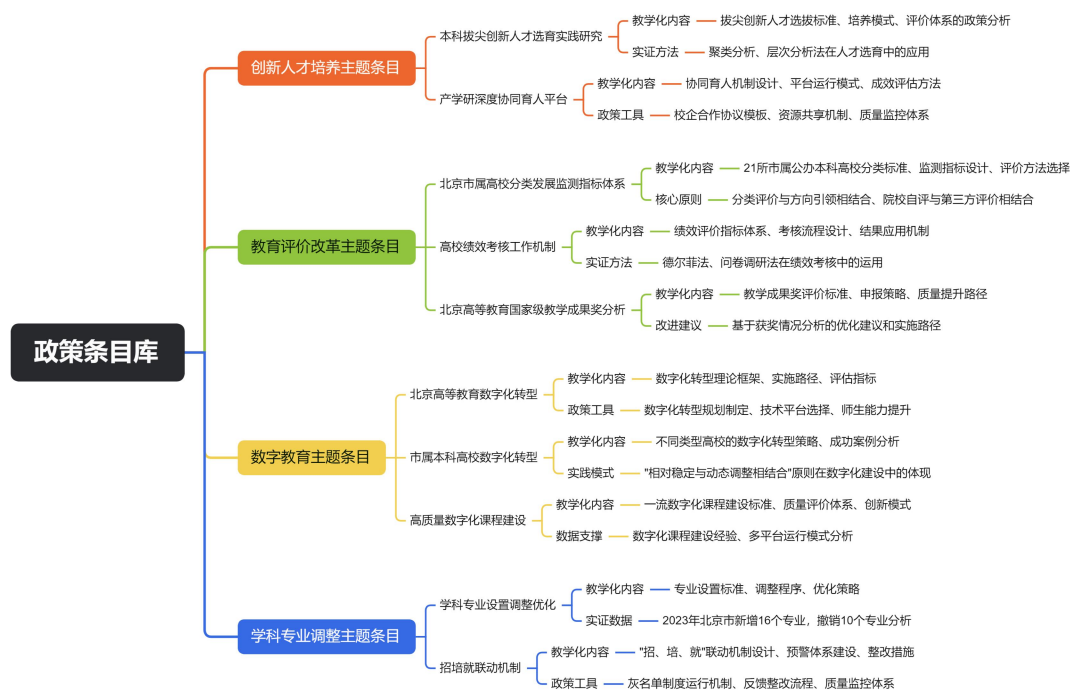 政策条目库
创新人才培养主题条目
本科拔尖创新人才选育实践研究
教学化内容
拔尖创新人才选拔标准、培养模式、评价体系的政策分析
实证方法
聚类分析、层次分析法在人才选育中的应用
产学研深度协同育人平台
教学化内容
协同育人机制设计、平台运行模式、成效评估方法
政策工具
校企合作协议模板、资源共享机制、质量监控体系
教育评价改革主题条目
北京市属高校分类发展监测指标体系
教学化内容
21所市属公办本科高校分类标准、监测指标设计、评价方法选择
核心原则
分类评价与方向引领相结合、院校自评与第三方评价相结合
高校绩效考核工作机制
教学化内容
绩效评价指标体系、考核流程设计、结果应用机制
实证方法
德尔菲法、问卷调研法在绩效考核中的运用
北京高等教育国家级教学成果奖分析
教学化内容
教学成果奖评价标准、申报策略、质量提升路径
改进建议
基于获奖情况分析的优化建议和实施路径
数字教育主题条目
北京高等教育数字化转型
教学化内容
数字化转型理论框架、实施路径、评估指标
政策工具
数字化转型规划制定、技术平台选择、师生能力提升
市属本科高校数字化转型
教学化内容
不同类型高校的数字化转型策略、成功案例分析
实践模式
"相对稳定与动态调整相结合"原则在数字化建设中的体现
高质量数字化课程建设
教学化内容
一流数字化课程建设标准、质量评价体系、创新模式
数据支撑
数字化课程建设经验、多平台运行模式分析
学科专业调整主题条目
学科专业设置调整优化
教学化内容
专业设置标准、调整程序、优化策略
实证数据
2023年北京市新增16个专业，撤销10个专业分析
招培就联动机制
教学化内容
"招、培、就"联动机制设计、预警体系建设、整改措施
政策工具
灰名单制度运行机制、反馈整改流程、质量监控体系